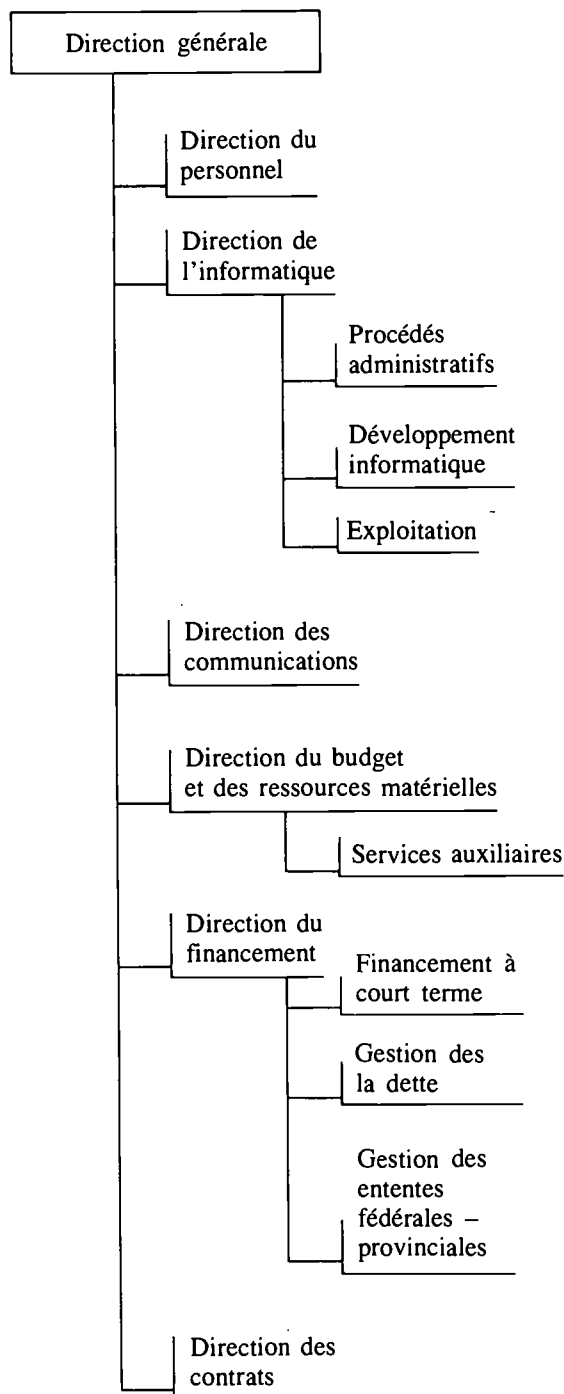 Direction générale
Direction du
personnel
Direction de
l'informatique
Procédés
administratifs
Développement
informatique
Exploitation
Direction des
communications
Direction du budget
et des ressources matérielles
Services auxiliaires
Direction du
financement
Financement à
court terme
Gestion des
la dette
Gestion des
ententes
fédérales –
provinciales
Direction des
contrats